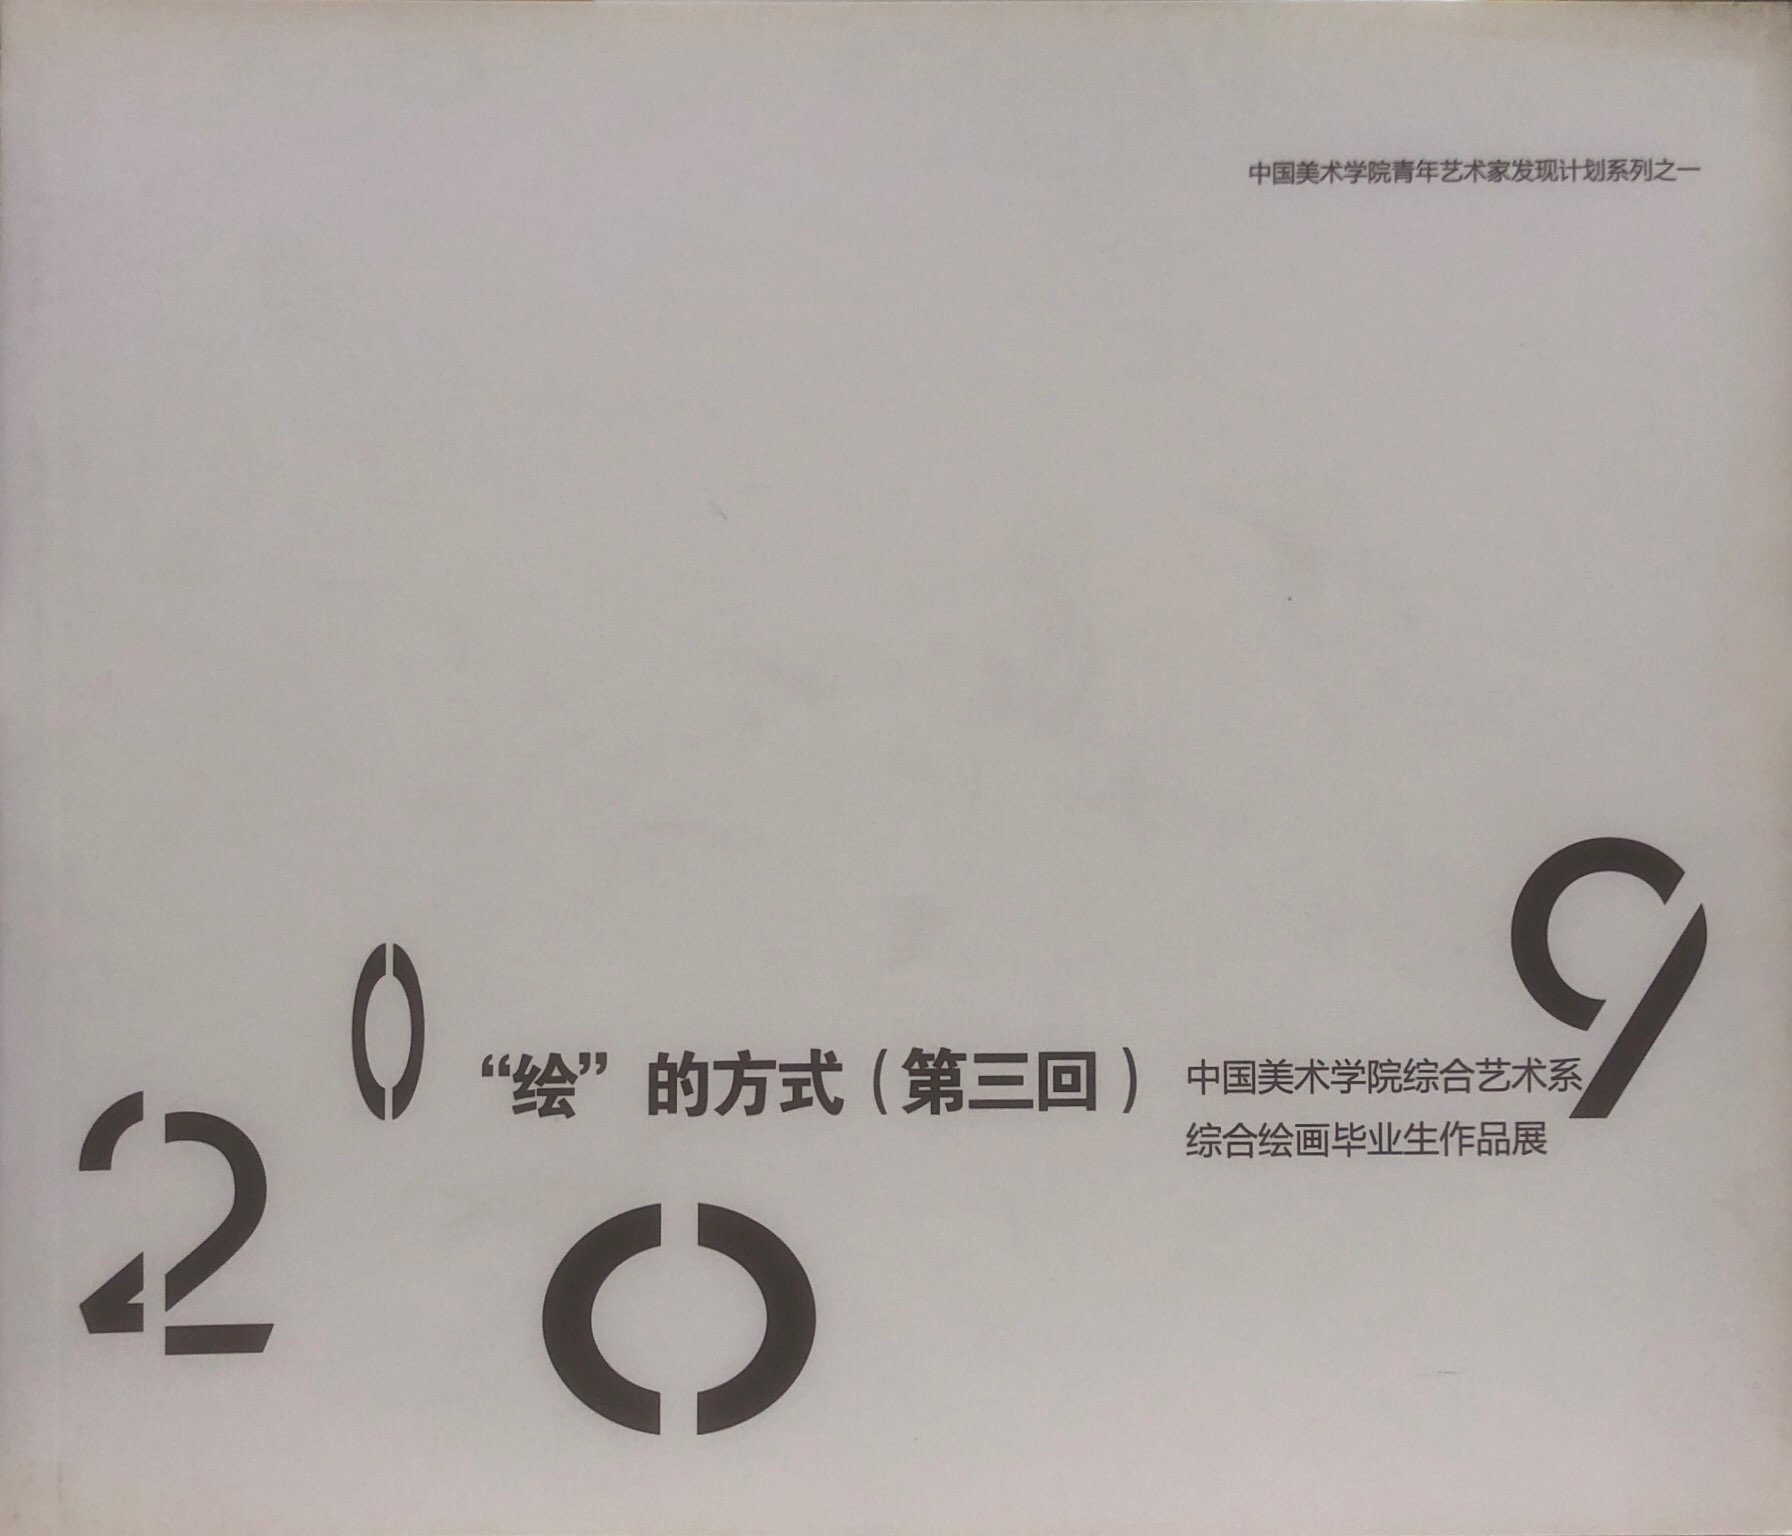 中国美术学院青年艺术家发现计划系列之一
2009
“绘”的方式(第三回)
中国美术学院综合艺术系
综合绘画毕业生作品展